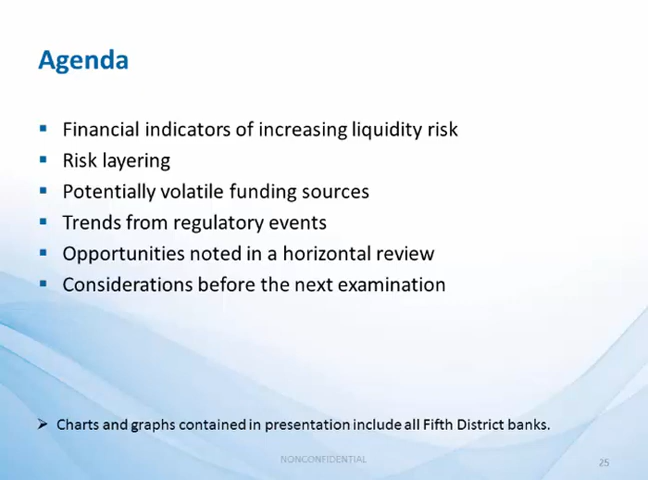 Agenda
▪ Financial indicators of increasing liquidity risk
▪ Risk layering
▪ Potentially volatile funding sources
▪ Trends from regulatory events
▪ Opportunities noted in a horizontal review
▪ Considerations before the next examination
➢ Charts and graphs contained in presentation include all Fifth District banks.
NONCONFIDENTIAL
25